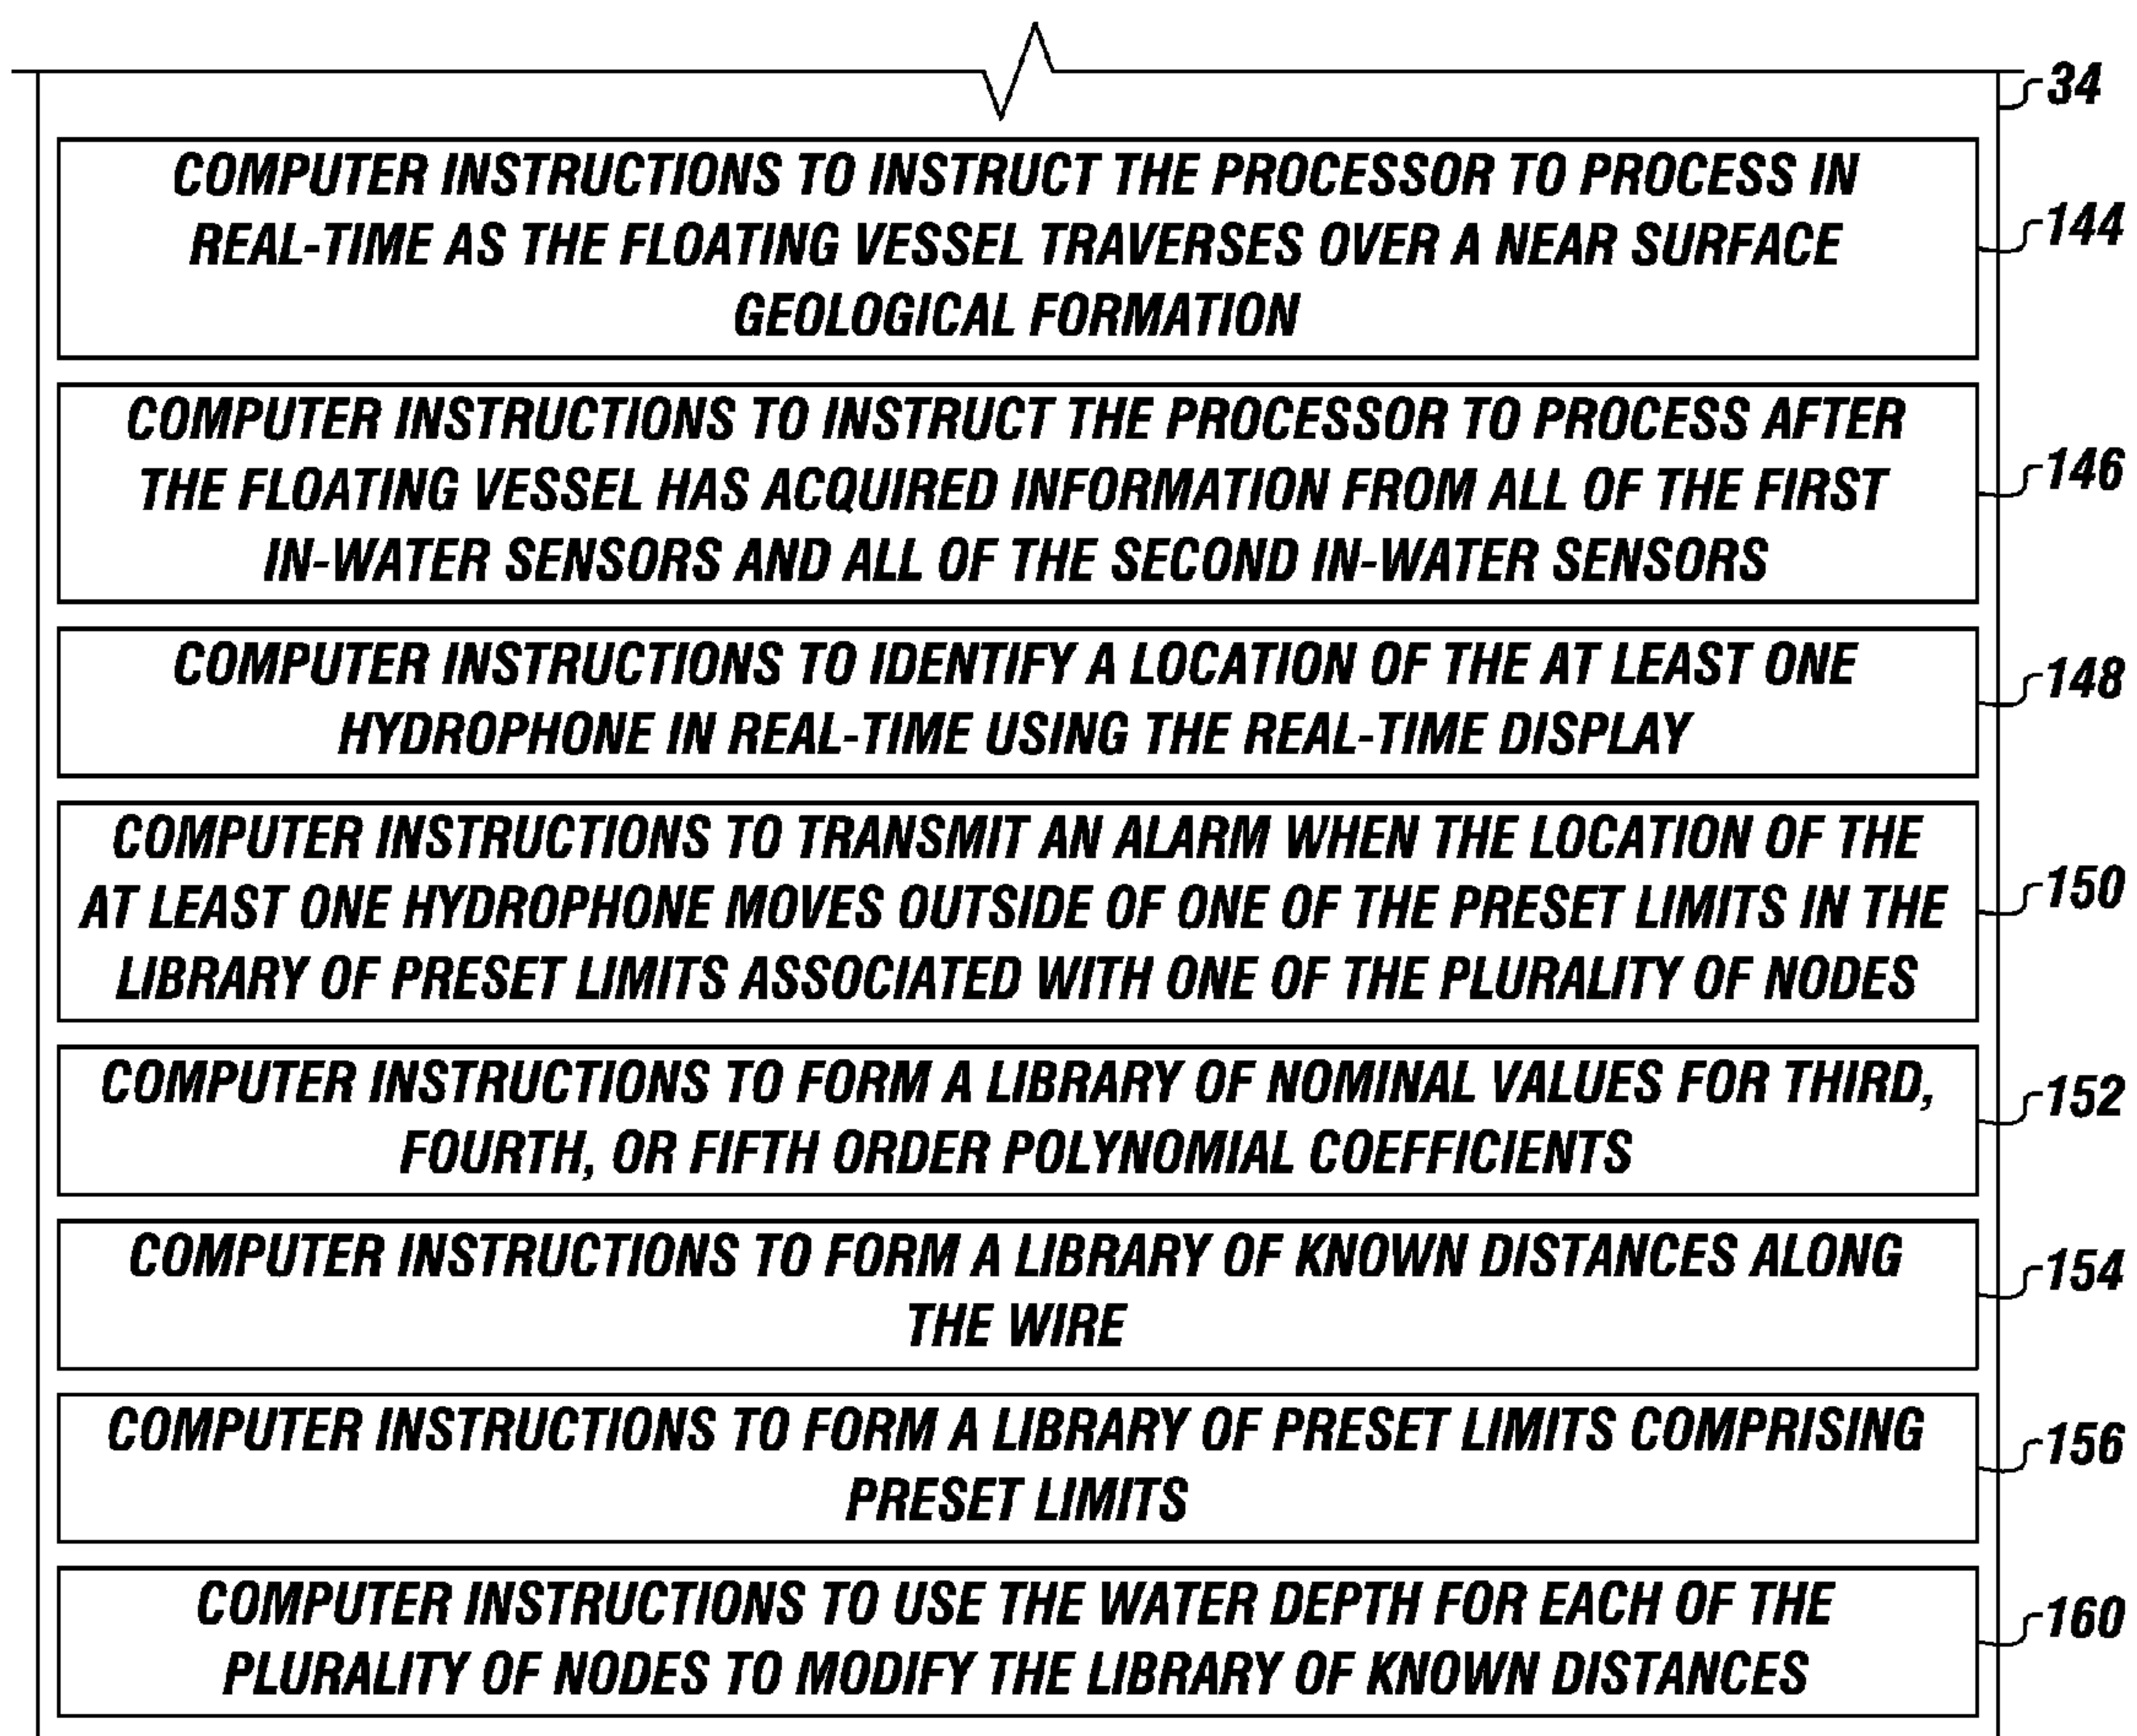 34
COMPUTER INSTRUCTIONS TO INSTRUCT THE PROCESSOR TO PROCESS IN
REAL-TIME AS THE FLOATING VESSEL TRAVERSES OVER A NEAR SURFACE
GEOLOGICAL FORMATION
144
COMPUTER INSTRUCTIONS TO INSTRUCT THE PROCESSOR TO PROCESS AFTER
THE FLOATING VESSEL HAS ACQUIRED INFORMATION FROM ALL OF THE FIRST
IN-WATER SENSORS AND ALL OF THE SECOND IN-WATER SENSORS
146
COMPUTER INSTRUCTIONS TO IDENTIFY A LOCATION OF THE AT LEAST ONE
HYDROPHONE IN REAL-TIME USING THE REAL-TIME DISPLAY
148
COMPUTER INSTRUCTIONS TO TRANSMIT AN ALARM WHEN THE LOCATION OF THE
AT LEAST ONE HYDROPHONE MOVES OUTSIDE OF ONE OF THE PRESET LIMITS IN THE
LIBRARY OF PRESET LIMITS ASSOCIATED WITH ONE OF THE PLURALITY OF NODES
150
COMPUTER INSTRUCTIONS TO FORM A LIBRARY OF NOMINAL VALUES FOR THIRD,
FOURTH, OR FIFTH ORDER POLYNOMIAL COEFFICIENTS
152
COMPUTER INSTRUCTIONS TO FORM A LIBRARY OF KNOWN DISTANCES ALONG
THE WIRE
154
COMPUTER INSTRUCTIONS TO FORM A LIBRARY OF PRESET LIMITS COMPRISING
PRESET LIMITS
156
COMPUTER INSTRUCTIONS TO USE THE WATER DEPTH FOR EACH OF THE
PLURALITY OF NODES TO MODIFY THE LIBRARY OF KNOWN DISTANCES
160